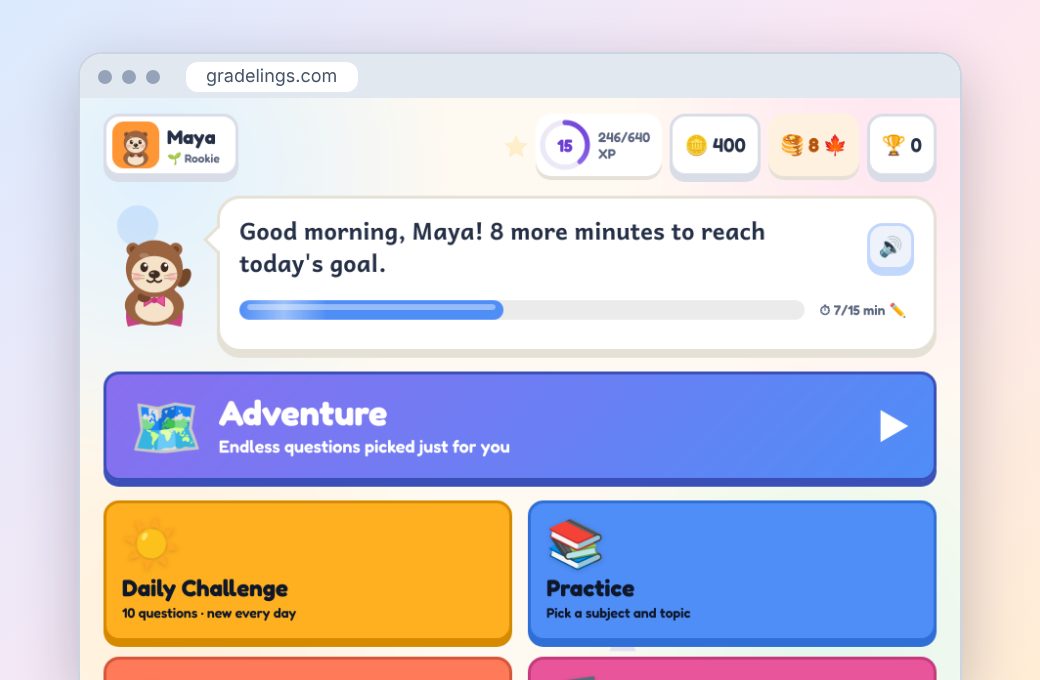 gradelings.com
Maya
Rookie
15
246/640
XP
400
8
0
Good morning, Maya! 8 more minutes to reach
today's goal.
7/15 min
Adventure
Endless questions picked just for you
Daily Challenge
10 questions · new every day
Practice
Pick a subject and topic